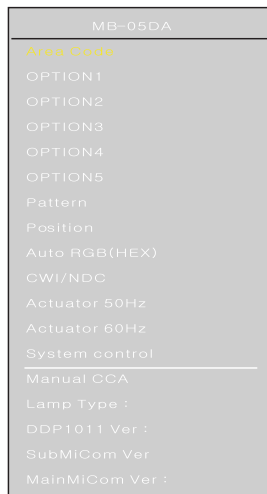 MB-05DA
Area Code
OPTION1
OPTION2
OPTION3
OPTION4
OPTION5
Pattern
Position
Auto RGB(HEX)
CWI/NDC
Actuator 50Hz
Actuator 60Hz
System control
Manual CCA
Lamp Type :
DDP1011 Ver :
SubMiCom Ver
MainMiCom Ver :